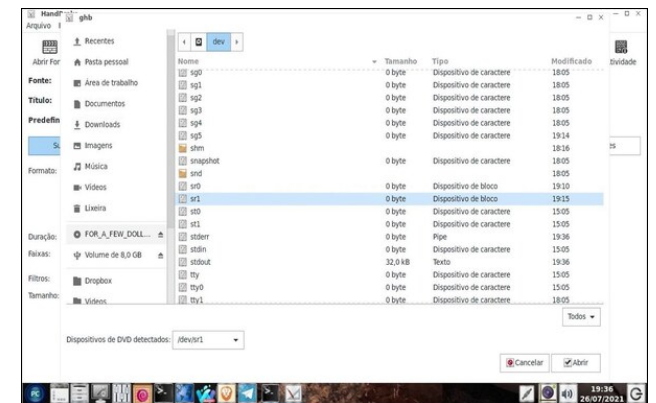 Handl
ghb
Arquivo
Abrir For
tividade
Fonte:
Título:
Predefin
Formato:
Duração:
Faixas:
Filtros:
Tamanho:
Recentes
Pasta pessoal
Área de trabalho
Documentos
Downloads
Imagens
Música
Vídeos
Lixeira
FOR_A_FEW_DOLL...
Volume de 8,0 GB
Dropbox
Videos
dev
Nome Tamanho Tipo Modificado
sg0 0 byte Dispositivo de caractere 18:05
sg1 0 byte Dispositivo de caractere 18:05
sg2 0 byte Dispositivo de caractere 18:05
sg3 0 byte Dispositivo de caractere 18:05
sg4 0 byte Dispositivo de caractere 18:05
sg5 0 byte Dispositivo de caractere 19:14
shm 18:16
snapshot 0 byte Dispositivo de caractere 18:05
snd 18:05
sr0 0 byte Dispositivo de bloco 19:10
sr1 0 byte Dispositivo de bloco 19:15
st0 0 byte Dispositivo de caractere 15:05
st1 0 byte Dispositivo de caractere 15:05
stderr 0 byte Pipe 19:36
stdin 0 byte Dispositivo de caractere 15:05
stdout 32,0 kB Texto 19:36
tty 0 byte Dispositivo de caractere 15:05
tty0 0 byte Dispositivo de caractere 15:05
tty1 0 byte Dispositivo de caractere 18:05
Todos
Dispositivos de DVD detectados: /dev/sr1
Cancelar Abrir
PC
19:36
26/07/2021